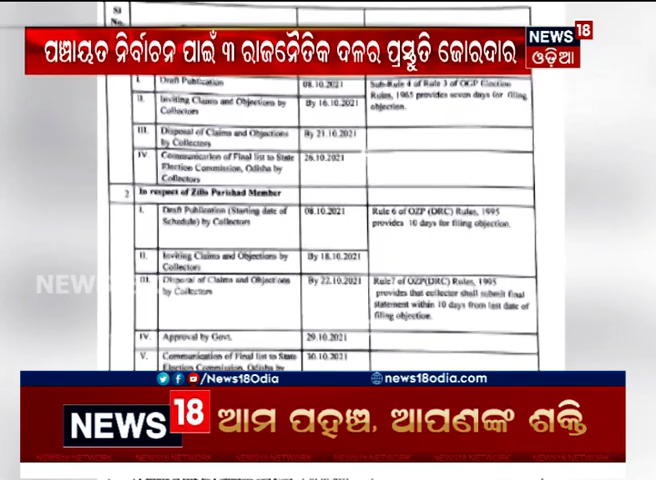 Sl
No.
ପଞ୍ଚାୟତ ନିର୍ବାଚନ ପାଇଁ ୩ ରାଜନୈତିକ ଦଳର ପ୍ରସ୍ତୁତି ଜୋରଦାର
NEWS 18
ଓଡ଼ିଆ
I. Draft Publication 08.10.2021 Sub-Rule 4 of Rule 3 of OGP Election
II. Inviting Claims and Objections by By 16.10.2021 Rules, 1965 provides seven days for filing
Collectors objection.
III. Disposal of Claims and Objections By 21.10.2021
by Collectors
IV. Communication of Final list to State 26.10.2021
Election Commission, Odisha by
Collectors
2 In respect of Zilla Parishad Member
I. Draft Publication (Starting date of 08.10.2021 Rule 6 of OZP (DRC) Rules, 1995
Schedule) by Collectors provides 10 days for filing objection.
II. Inviting Claims and Objections by By 18.10.2021
Collectors
III. Disposal of Claims and Objections By 22.10.2021 Rule7 of OZP(DRC) Rules, 1995
by Collectors provides that collector shall submit final
statement within 10 days from last date of
filing objection.
IV. Approval by Govt. 29.10.2021
V. Communication of Final list to State 30.10.2021
Election Commission, Odisha by
NEWS
/News18Odia news18odia.com
NEWS 18 ଆମ ପହଞ୍ଚ, ଆପଣଙ୍କ ଶକ୍ତି
NEWS18 NETWORK